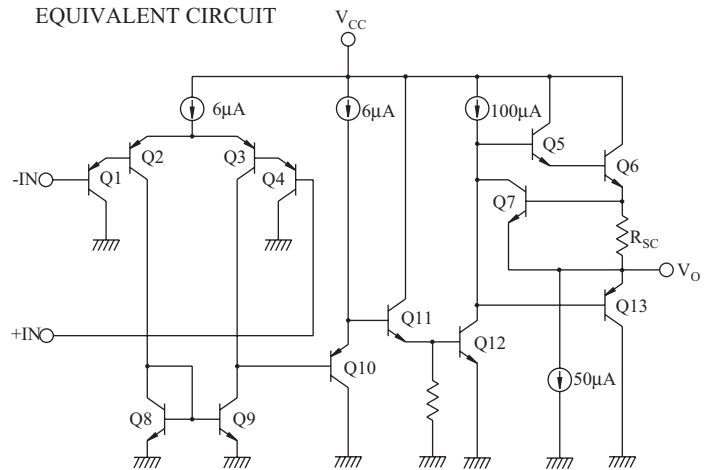 EQUIVALENT CIRCUIT
VCC
6μA
6μA
100μA
Q5
Q2
Q3
Q6
-IN
Q1
Q4
Q7
RSC
VO
+IN
Q11
Q13
Q12
Q10
50μA
Q8
Q9